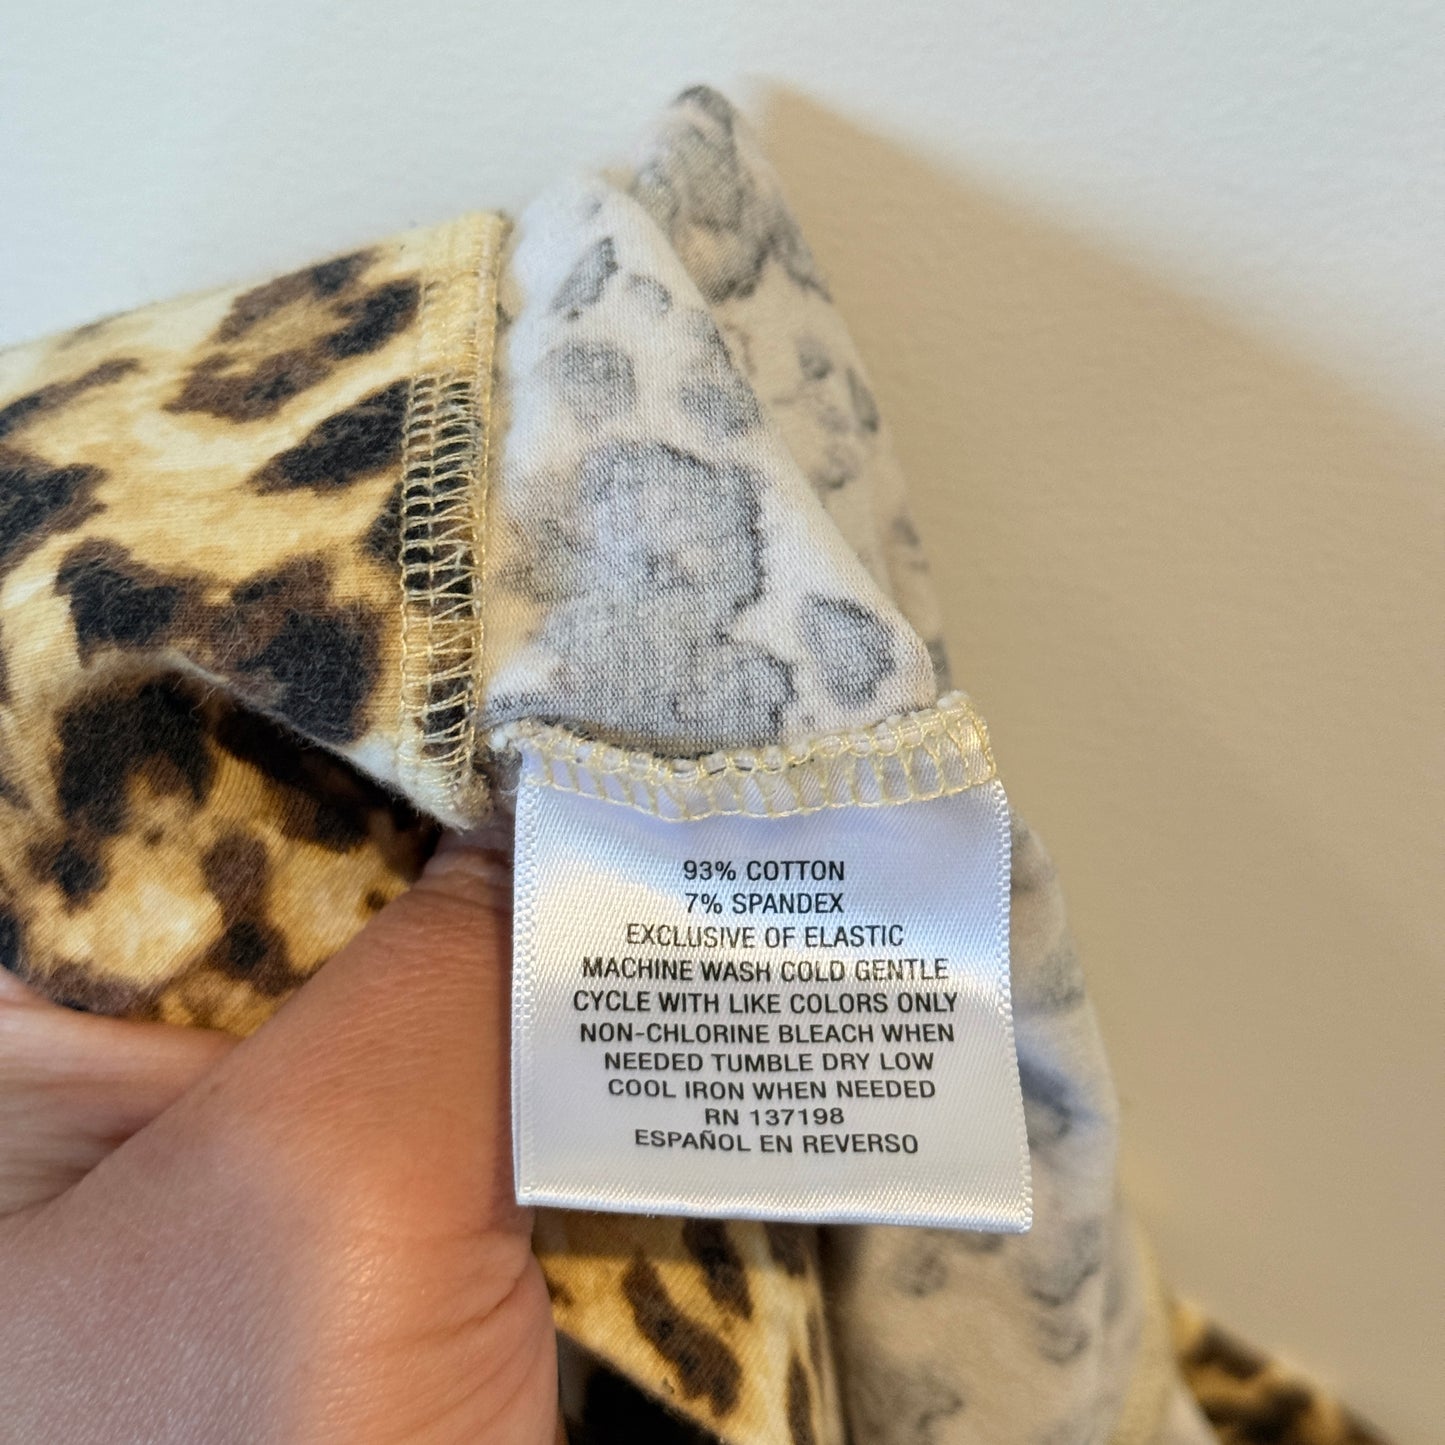 93% COTTON
7% SPANDEX
EXCLUSIVE OF ELASTIC
MACHINE WASH COLD GENTLE
CYCLE WITH LIKE COLORS ONLY
NON-CHLORINE BLEACH WHEN
NEEDED TUMBLE DRY LOW
COOL IRON WHEN NEEDED
RN 137198
ESPAÑOL EN REVERSO